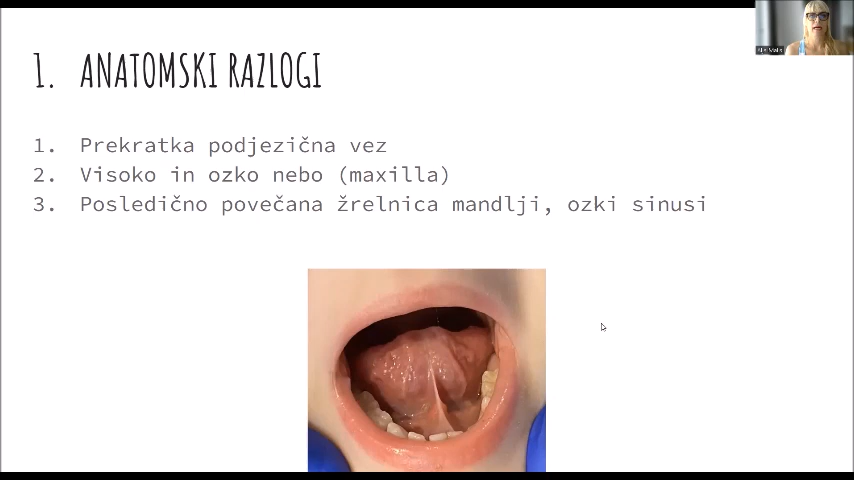 1. ANATOMSKI RAZLOGI
1. Prekratka podjezična vez
2. Visoko in ozko nebo (maxilla)
3. Posledično povečana žrelnica mandlji, ozki sinusi